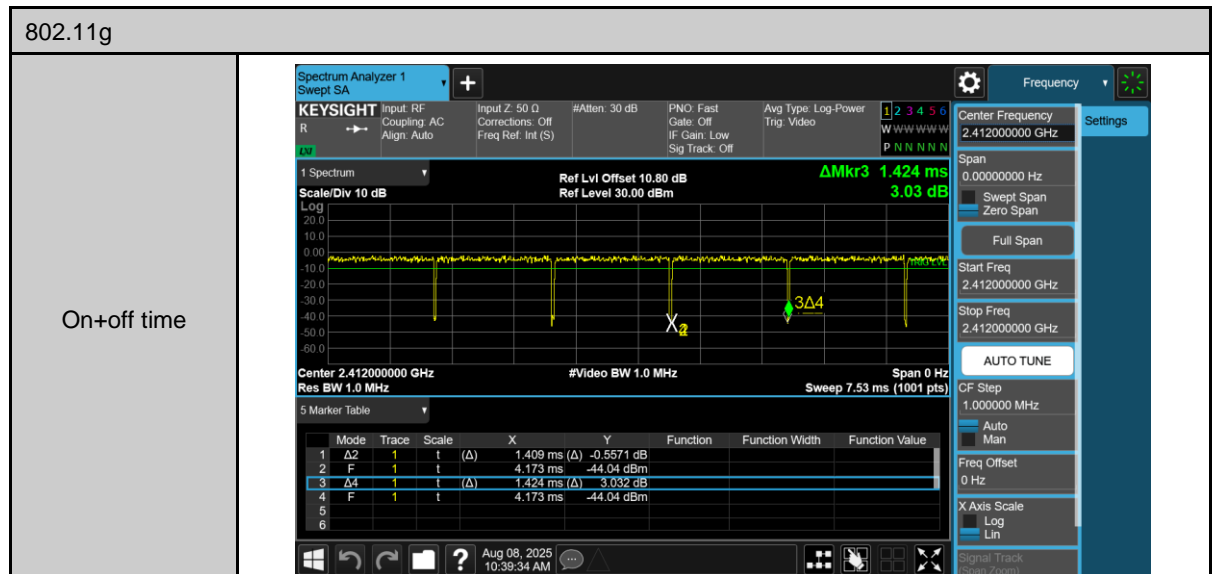 802.11g
On+off time
Spectrum Analyzer 1
Swept SA
+
Frequency
KEYSIGHT
R
LXI
Input: RF
Coupling: AC
Align: Auto
Input Z: 50 Ω
Corrections: Off
Freq Ref: Int (S)
#Atten: 30 dB
PNO: Fast
Gate: Off
IF Gain: Low
Sig Track: Off
Avg Type: Log-Power
Trig: Video
1 2 3 4 5 6
W W W W W W
P N N N N N
Settings
1 Spectrum
Scale/Div 10 dB
Ref Lvl Offset 10.80 dB
Ref Level 30.00 dBm
ΔMkr3 1.424 ms
3.03 dB
Log
20.0
10.0
0.00
-10.0
-20.0
-30.0
-40.0
-50.0
-60.0
TRIG LVL
3Δ4
Center 2.412000000 GHz
Res BW 1.0 MHz
#Video BW 1.0 MHz
Span 0 Hz
Sweep 7.53 ms (1001 pts)
5 Marker Table
Mode Trace Scale X Y Function Function Width Function Value
1 Δ2 1 t (Δ) 1.409 ms (Δ) -0.5571 dB
2 F 1 t 4.173 ms -44.04 dBm
3 Δ4 1 t (Δ) 1.424 ms (Δ) 3.032 dB
4 F 1 t 4.173 ms -44.04 dBm
5
6
?
Aug 08, 2025
10:39:34 AM
Center Frequency
2.412000000 GHz
Span
0.00000000 Hz
Swept Span
Zero Span
Full Span
Start Freq
2.412000000 GHz
Stop Freq
2.412000000 GHz
AUTO TUNE
CF Step
1.000000 MHz
Auto
Man
Freq Offset
0 Hz
X Axis Scale
Log
Lin
Signal Track
(Span Zoom)